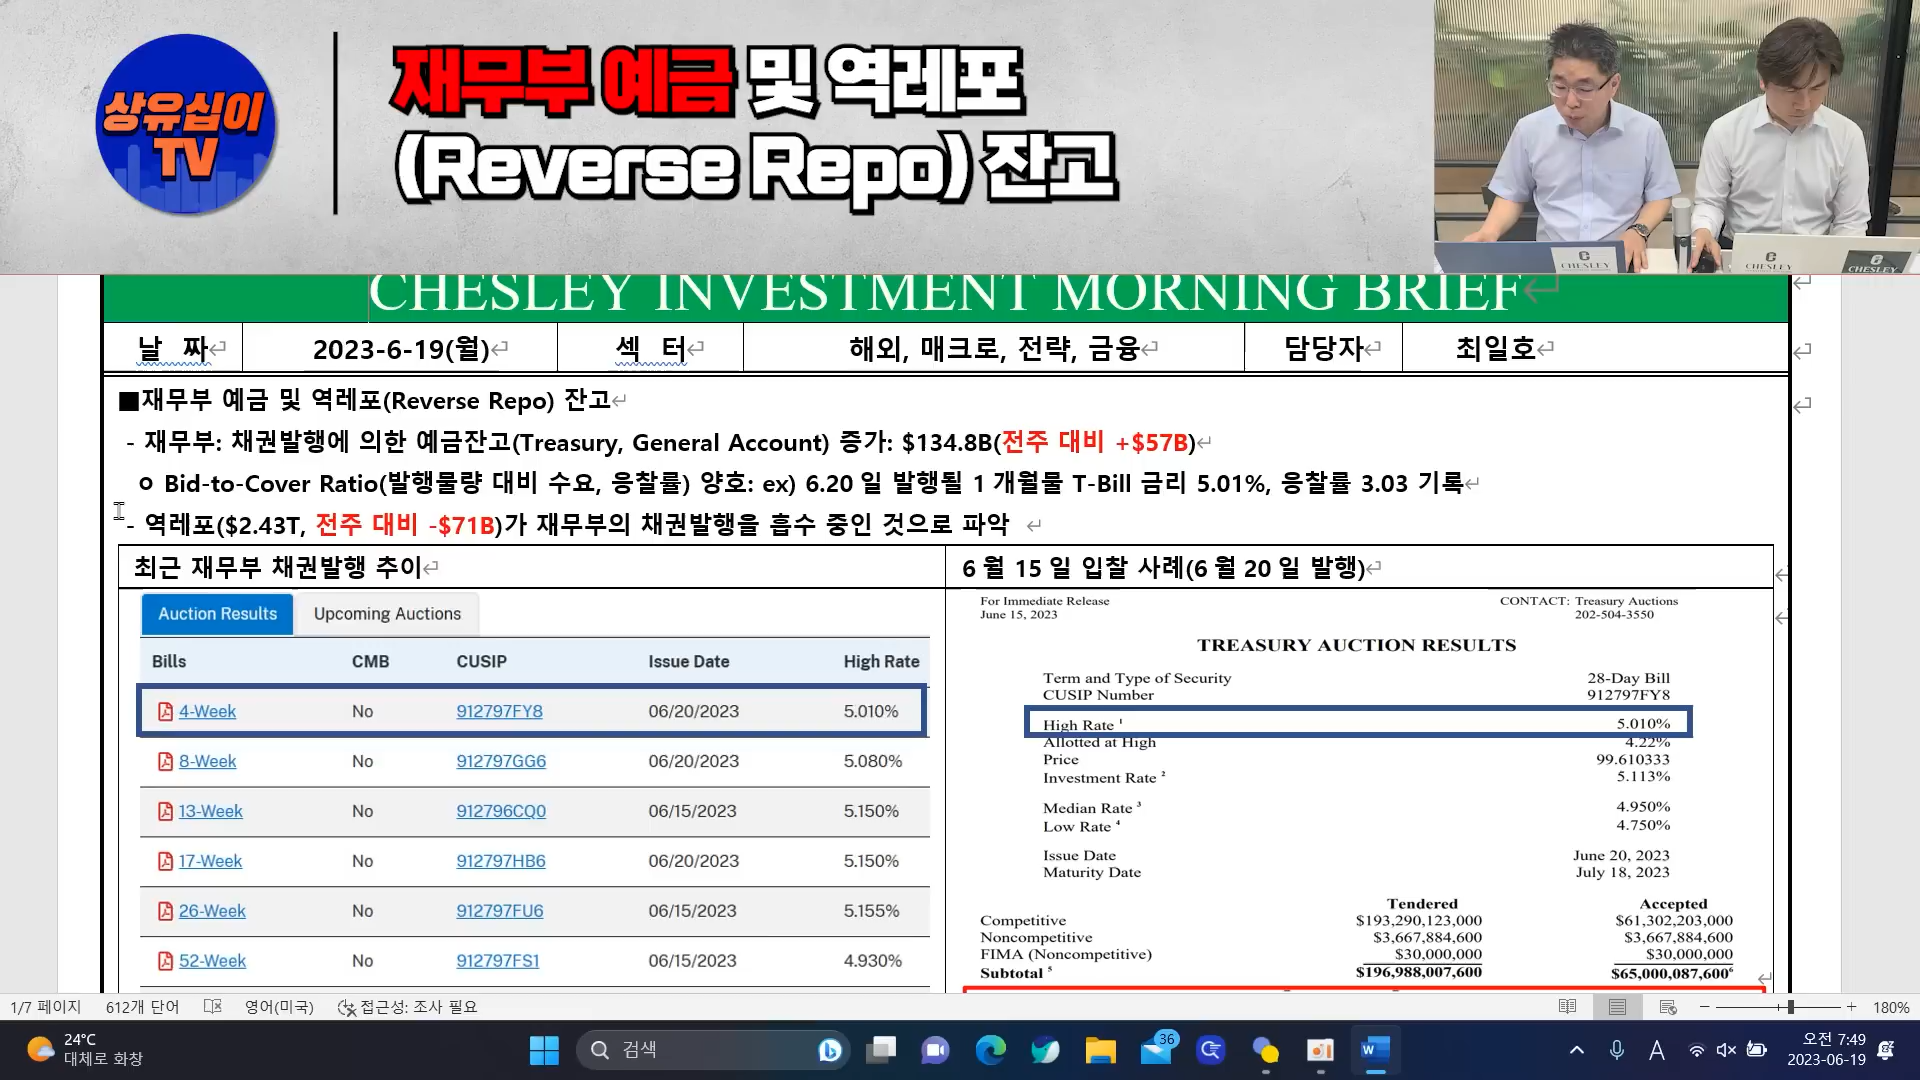 상유십이
TV
재무부 예금 및 역레포
(Reverse Repo) 잔고
CHESLEY
CHESLEY
CHESLEY
CHESLEY INVESTMENT MORNING BRIEF
날 짜 2023-6-19(월) 섹 터 해외, 매크로, 전략, 금융 담당자 최일호
■재무부 예금 및 역레포(Reverse Repo) 잔고
- 재무부: 채권발행에 의한 예금잔고(Treasury, General Account) 증가: $134.8B(전주 대비 +$57B)
o Bid-to-Cover Ratio(발행물량 대비 수요, 응찰률) 양호: ex) 6.20 일 발행될 1 개월물 T-Bill 금리 5.01%, 응찰률 3.03 기록
- 역레포($2.43T, 전주 대비 -$71B)가 재무부의 채권발행을 흡수 중인 것으로 파악
최근 재무부 채권발행 추이
Auction Results Upcoming Auctions
Bills CMB CUSIP Issue Date High Rate
4-Week No 912797FY8 06/20/2023 5.010%
8-Week No 912797GG6 06/20/2023 5.080%
13-Week No 912796CQ0 06/15/2023 5.150%
17-Week No 912797HB6 06/20/2023 5.150%
26-Week No 912797FU6 06/15/2023 5.155%
52-Week No 912797FS1 06/15/2023 4.930%
6 월 15 일 입찰 사례(6 월 20 일 발행)
For Immediate Release CONTACT: Treasury Auctions
June 15, 2023 202-504-3550
TREASURY AUCTION RESULTS
Term and Type of Security 28-Day Bill
CUSIP Number 912797FY8
High Rate ¹ 5.010%
Allotted at High 4.22%
Price 99.610333
Investment Rate ² 5.113%
Median Rate ³ 4.950%
Low Rate ⁴ 4.750%
Issue Date June 20, 2023
Maturity Date July 18, 2023
Tendered Accepted
Competitive $193,290,123,000 $61,302,203,000
Noncompetitive $3,667,884,600 $3,667,884,600
FIMA (Noncompetitive) $30,000,000 $30,000,000
Subtotal ⁵ $196,988,007,600 $65,000,087,600⁶
1/7 페이지 612개 단어 영어(미국) 접근성: 조사 필요 180%
24°C
대체로 화창
검색
36
A
오전 7:49
2023-06-19